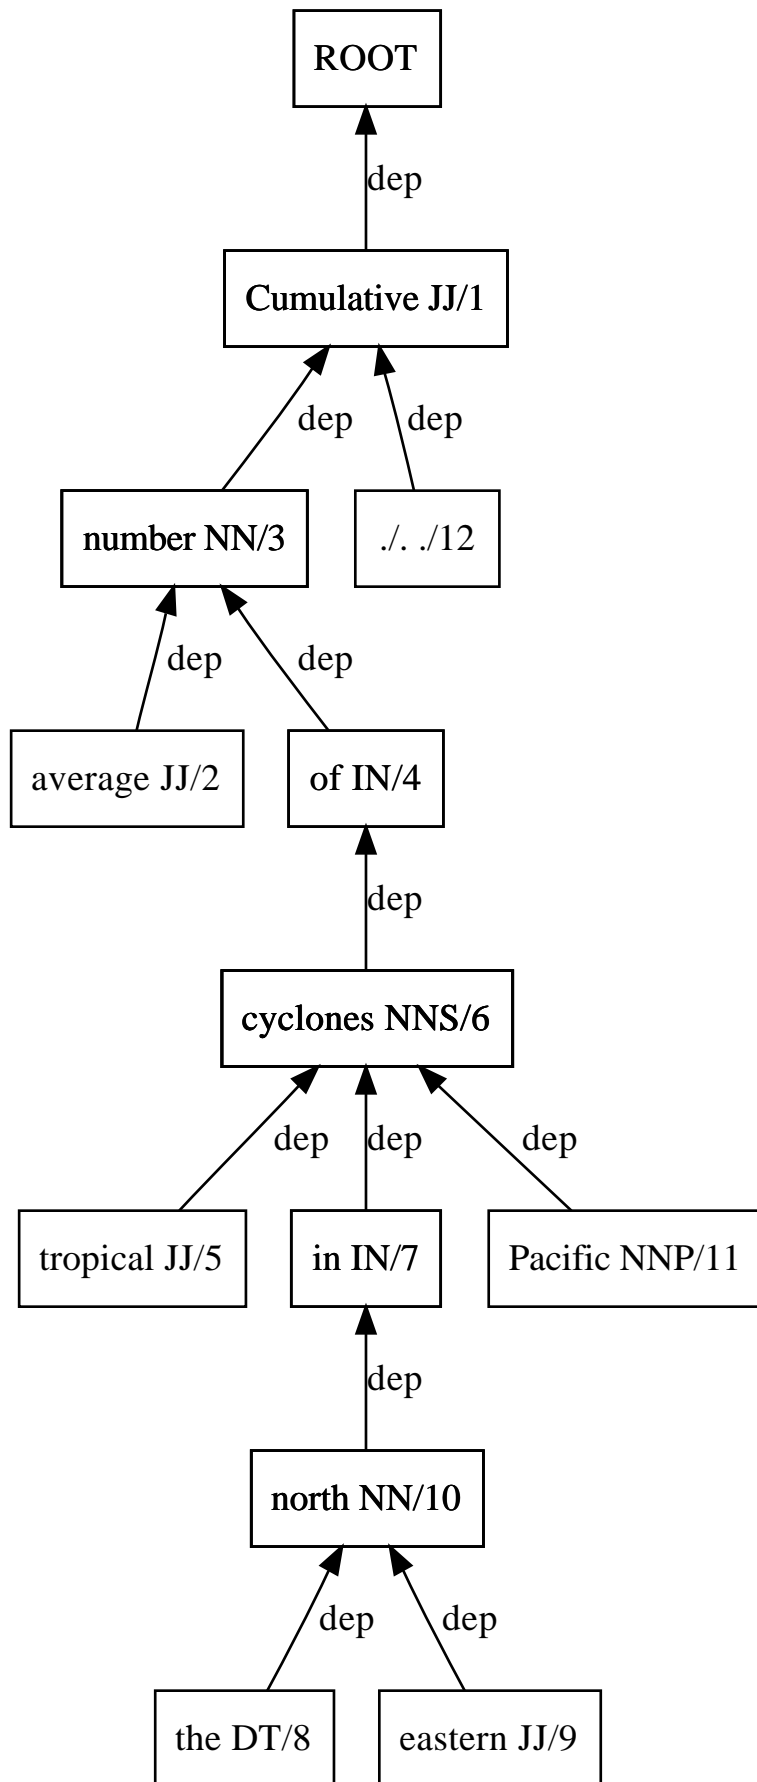 ROOT
dep
Cumulative JJ/1
dep dep
number NN/3 ./. ./12
dep dep
average JJ/2 of IN/4
dep
cyclones NNS/6
dep dep dep
tropical JJ/5 in IN/7 Pacific NNP/11
dep
north NN/10
dep dep
the DT/8 eastern JJ/9